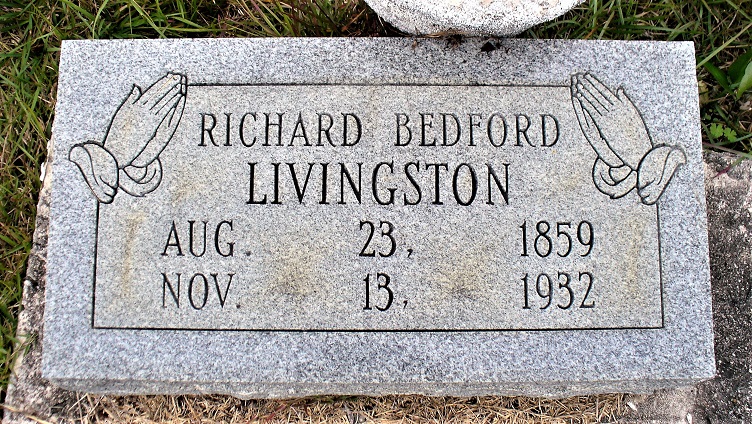 RICHARD BEDFORD
LIVINGSTON
AUG. 23, 1859
NOV. 13, 1932